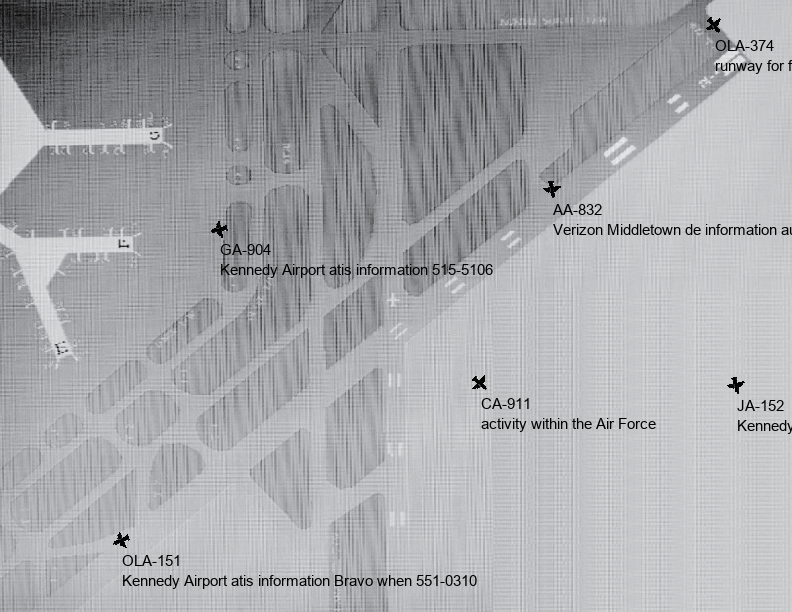 OLA-374
runway for f
AA-832
Verizon Middletown de information au
GA-904
Kennedy Airport atis information 515-5106
CA-911
activity within the Air Force
JA-152
Kennedy
OLA-151
Kennedy Airport atis information Bravo when 551-0310